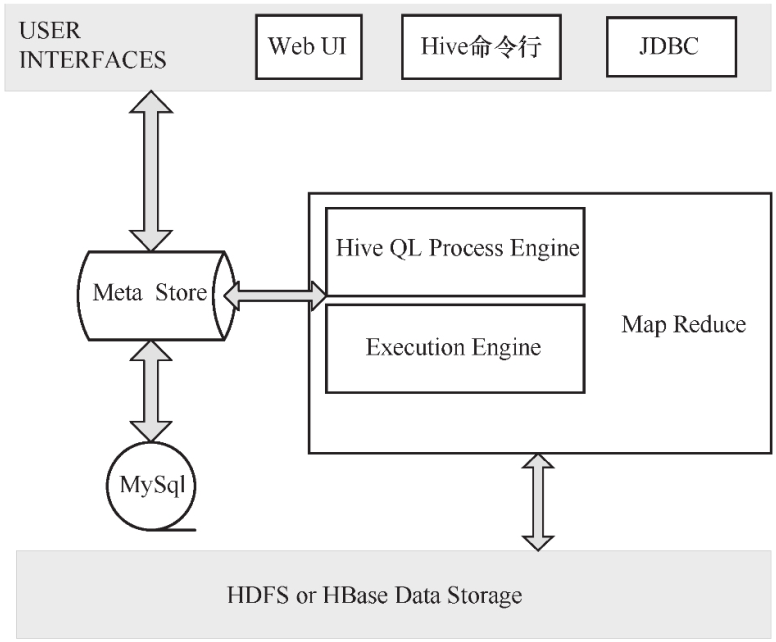 USER
INTERFACES
Web UI
Hive命令行
JDBC
Hive QL Process Engine
Meta Store
Map Reduce
Execution Engine
MySql
HDFS or HBase Data Storage